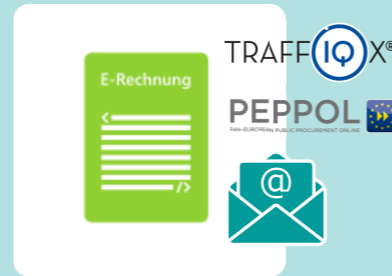 E-Rechnung
<
/>
TRAFFIQX®
PEPPOL
PAN-EUROPEAN PUBLIC PROCUREMENT ONLINE
@